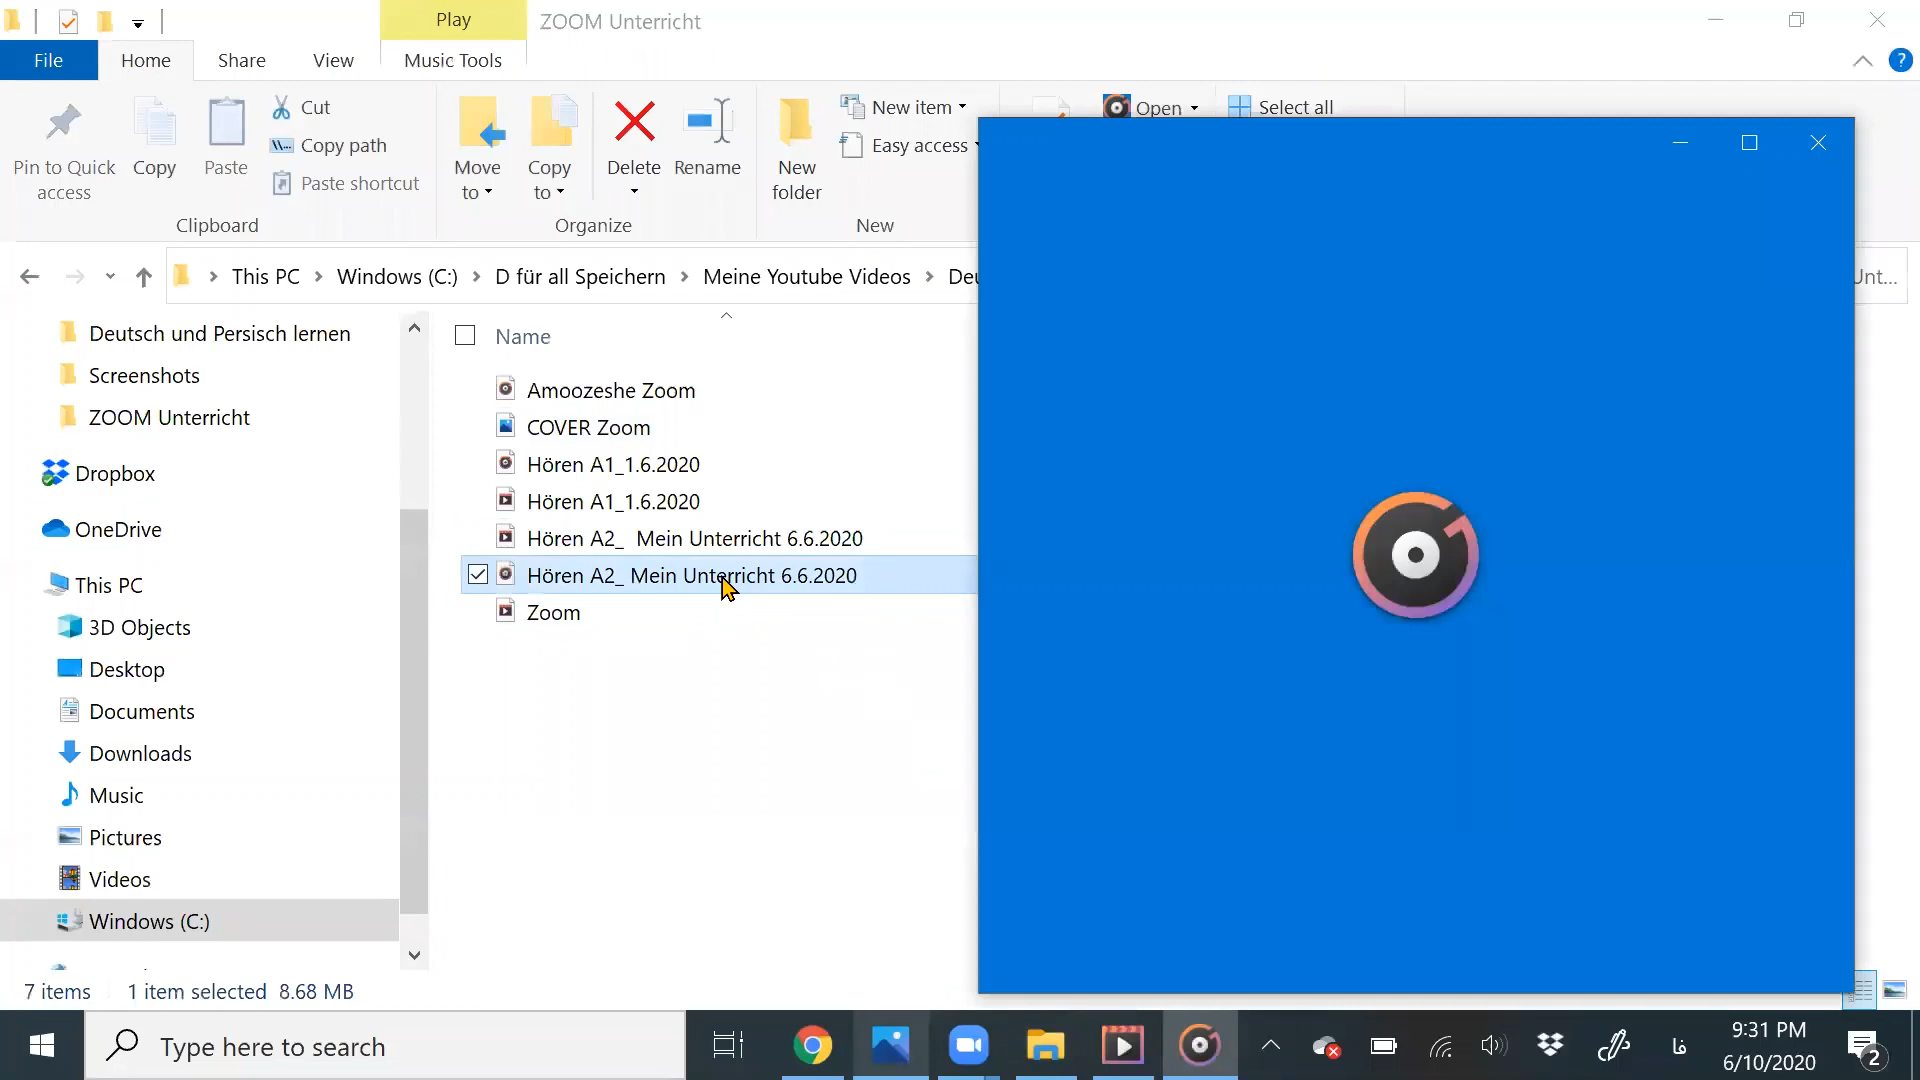 Play
ZOOM Unterricht
File
Home
Share
View
Music Tools
?
Pin to Quick access
Copy
Paste
Cut
Copy path
Paste shortcut
Clipboard
Move to
Copy to
Delete
Rename
Organize
New folder
New item
Easy access
New
Open
Select all
This PC
Windows (C:)
D für all Speichern
Meine Youtube Videos
Unt...
Deutsch und Persisch lernen
Screenshots
ZOOM Unterricht
Dropbox
OneDrive
This PC
3D Objects
Desktop
Documents
Downloads
Music
Pictures
Videos
Windows (C:)
Name
Amoozeshe Zoom
COVER Zoom
Hören A1_1.6.2020
Hören A1_1.6.2020
Hören A2_  Mein Unterricht 6.6.2020
Hören A2_ Mein Unterricht 6.6.2020
Zoom
7 items
1 item selected  8.68 MB
Type here to search
فا
9:31 PM
6/10/2020
2